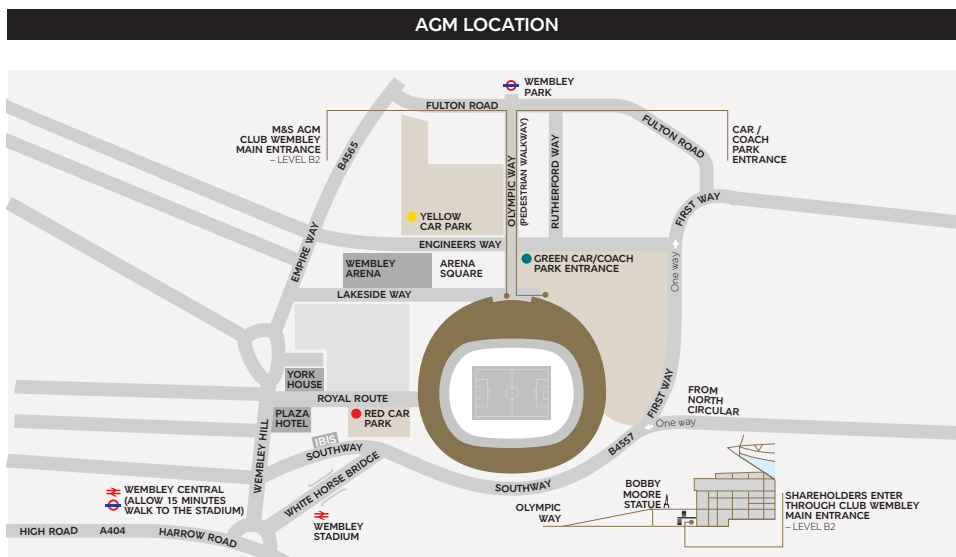 AGM LOCATION
WEMBLEY
PARK
FULTON ROAD
M&S AGM
CLUB WEMBLEY
MAIN ENTRANCE
– LEVEL B2
B4565
OLYMPIC WAY
(PEDESTRIAN WALKWAY)
RUTHERFORD WAY
FULTON ROAD
CAR /
COACH
PARK
ENTRANCE
YELLOW
CAR PARK
FIRST WAY
EMPIRE WAY
ENGINEERS WAY
WEMBLEY
ARENA
ARENA
SQUARE
GREEN CAR/COACH
PARK ENTRANCE
One way
LAKESIDE WAY
YORK
HOUSE
ROYAL ROUTE
PLAZA
HOTEL
RED CAR
PARK
FIRST WAY
FROM
NORTH
CIRCULAR
One way
B4557
WEMBLEY HILL
IBIS
SOUTHWAY
WHITE HORSE BRIDGE
SOUTHWAY
WEMBLEY CENTRAL
(ALLOW 15 MINUTES
WALK TO THE STADIUM)
WEMBLEY
STADIUM
HIGH ROAD
A404
HARROW ROAD
OLYMPIC
WAY
BOBBY
MOORE
STATUE
SHAREHOLDERS ENTER
THROUGH CLUB WEMBLEY
MAIN ENTRANCE
– LEVEL B2